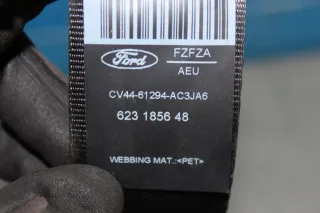 Ford
FZFZA
AEU
CV44-61294-AC3JA6
623 1856 48
WEBBING MAT.:<PET>